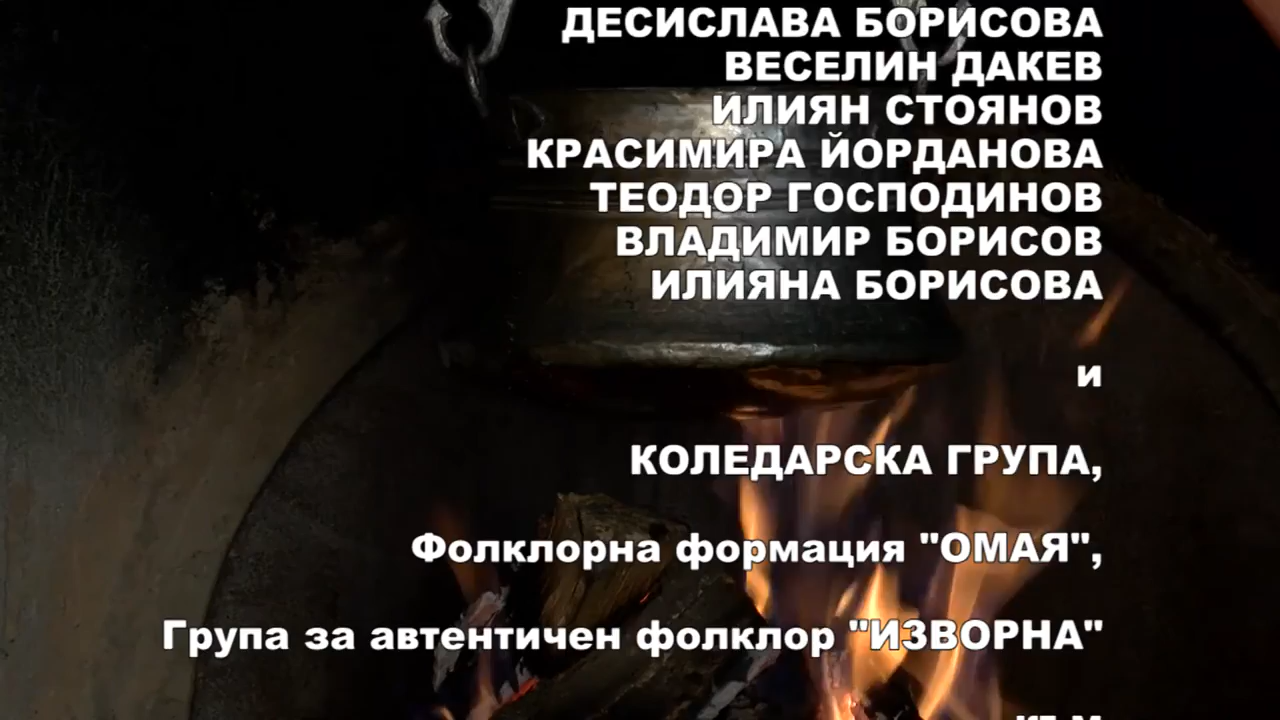 ДЕСИСЛАВА БОРИСОВА
ВЕСЕЛИН ДАКЕВ
ИЛИЯН СТОЯНОВ
КРАСИМИРА ЙОРДАНОВА
ТЕОДОР ГОСПОДИНОВ
ВЛАДИМИР БОРИСОВ
ИЛИЯНА БОРИСОВА
и
КОЛЕДАРСКА ГРУПА,
Фолклорна формация "ОМАЯ",
Група за автентичен фолклор "ИЗВОРНА"